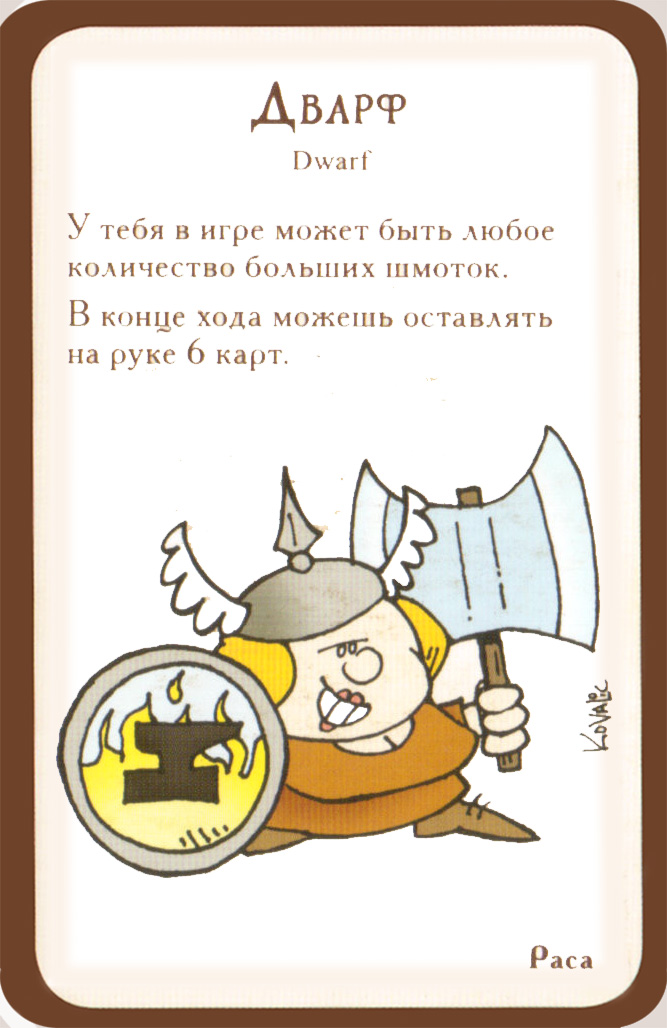 Дварф
Dwarf
У тебя в игре может быть любое
количество больших шмоток.
В конце хода можешь оставлять
на руке 6 карт.
Kovalic
Раса